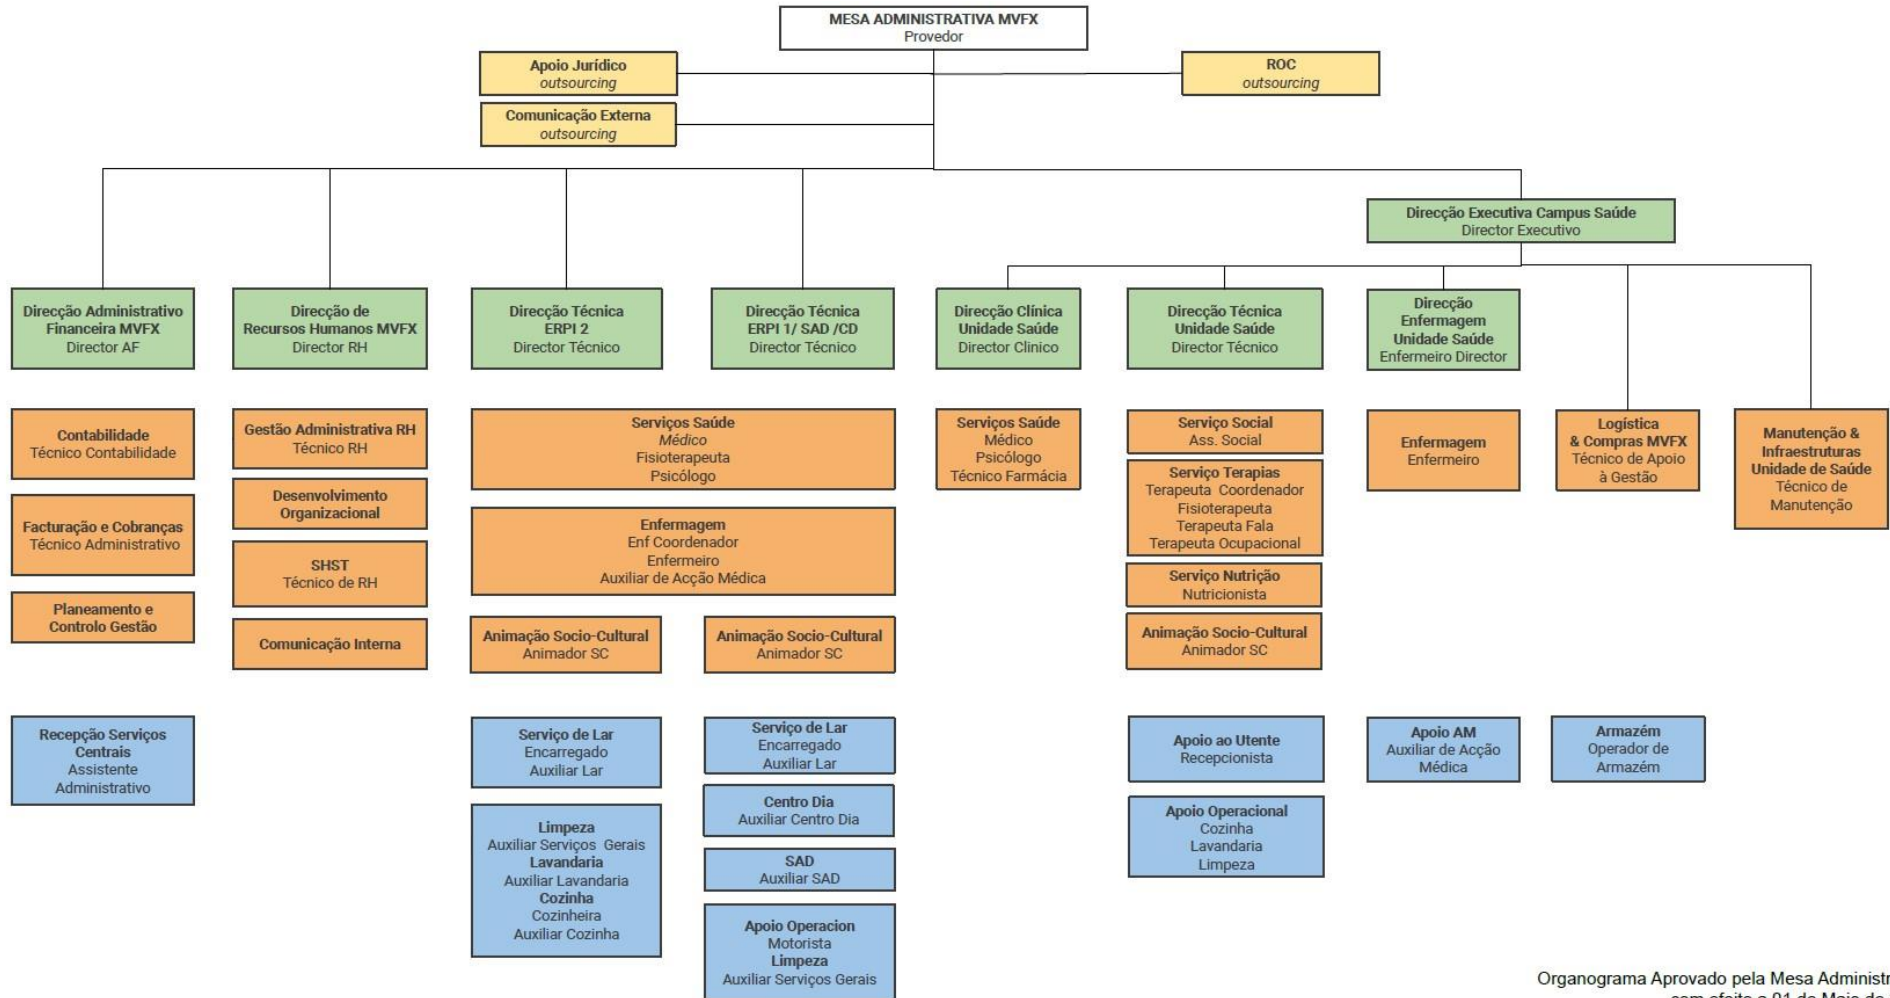 MESA ADMINISTRATIVA MVFX
Provedor
Apoio Jurídico
outsourcing
ROC
outsourcing
Comunicação Externa
outsourcing
Direcção Executiva Campus Saúde
Director Executivo
Direcção Administrativo
Financeira MVFX
Director AF
Direcção de
Recursos Humanos MVFX
Director RH
Direcção Técnica
ERPI 2
Director Técnico
Direcção Técnica
ERPI 1/ SAD /CD
Director Técnico
Direcção Clínica
Unidade Saúde
Director Clinico
Direcção Técnica
Unidade Saúde
Director Técnico
Direcção
Enfermagem
Unidade Saúde
Enfermeiro Director
Contabilidade
Técnico Contabilidade
Facturação e Cobranças
Técnico Administrativo
Planeamento e
Controlo Gestão
Gestão Administrativa RH
Técnico RH
Desenvolvimento
Organizacional
SHST
Técnico de RH
Comunicação Interna
Serviços Saúde
Médico
Fisioterapeuta
Psicólogo
Enfermagem
Enf Coordenador
Enfermeiro
Auxiliar de Acção Médica
Animação Socio-Cultural
Animador SC
Animação Socio-Cultural
Animador SC
Serviços Saúde
Médico
Psicólogo
Técnico Farmácia
Serviço Social
Ass. Social
Serviço Terapias
Terapeuta Coordenador
Fisioterapeuta
Terapeuta Fala
Terapeuta Ocupacional
Serviço Nutrição
Nutricionista
Animação Socio-Cultural
Animador SC
Enfermagem
Enfermeiro
Logística
& Compras MVFX
Técnico de Apoio
à Gestão
Manutenção &
Infraestruturas
Unidade de Saúde
Técnico de
Manutenção
Recepção Serviços
Centrais
Assistente
Administrativo
Serviço de Lar
Encarregado
Auxiliar Lar
Limpeza
Auxiliar Serviços Gerais
Lavandaria
Auxiliar Lavandaria
Cozinha
Cozinheira
Auxiliar Cozinha
Serviço de Lar
Encarregado
Auxiliar Lar
Centro Dia
Auxiliar Centro Dia
SAD
Auxiliar SAD
Apoio Operacion
Motorista
Limpeza
Auxiliar Serviços Gerais
Apoio ao Utente
Recepcionista
Apoio Operacional
Cozinha
Lavandaria
Limpeza
Apoio AM
Auxiliar de Acção
Médica
Armazém
Operador de
Armazém
Organograma Aprovado pela Mesa Administr
com efeito a 01 de Maio de